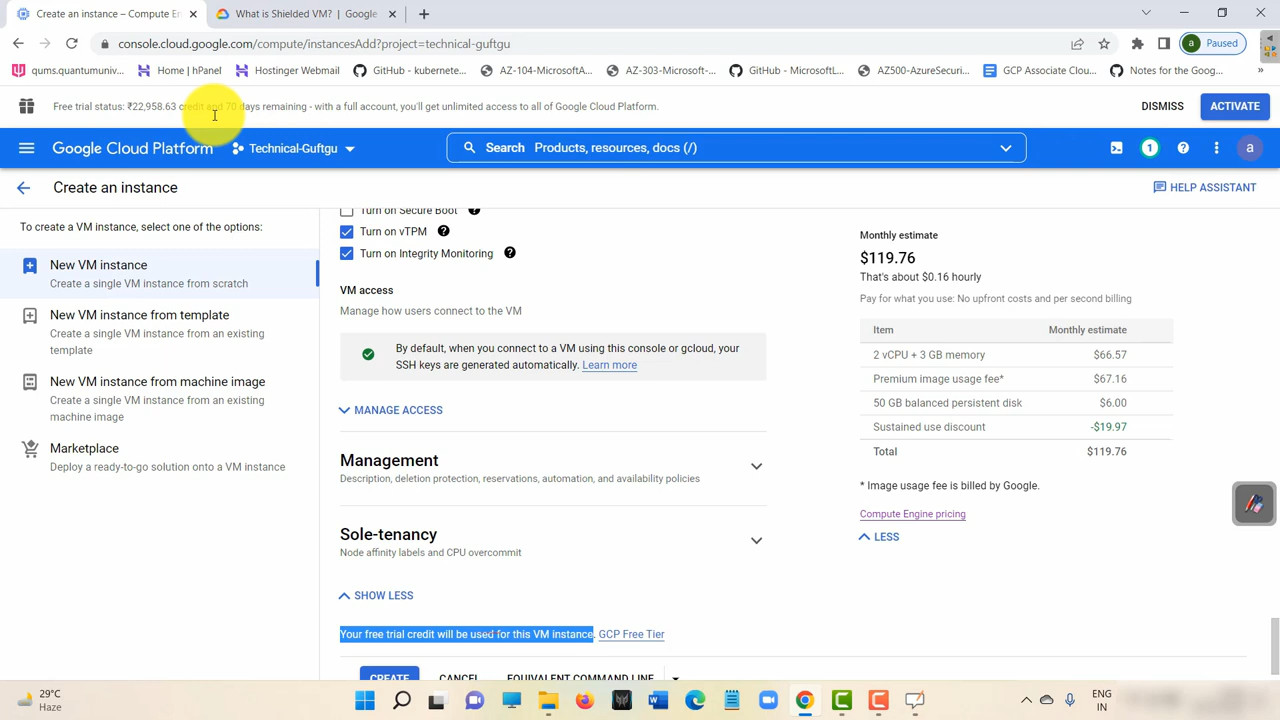 Create an instance – Compute En
What is Shielded VM? | Google
console.cloud.google.com/compute/instancesAdd?project=technical-guftgu
a Paused
qums.quantumuniv...
Home | hPanel
Hostinger Webmail
GitHub - kubernete...
AZ-104-MicrosoftA...
AZ-303-Microsoft-...
GitHub - MicrosoftL...
AZ500-AzureSecuri...
GCP Associate Clou...
Notes for the Goog...
Free trial status: ₹22,958.63 credit and 70 days remaining - with a full account, you'll get unlimited access to all of Google Cloud Platform.
DISMISS
ACTIVATE
Google Cloud Platform
Technical-Guftgu
Search Products, resources, docs (/)
1
a
Create an instance
HELP ASSISTANT
To create a VM instance, select one of the options:
New VM instance
Create a single VM instance from scratch
New VM instance from template
Create a single VM instance from an existing
template
New VM instance from machine image
Create a single VM instance from an existing
machine image
Marketplace
Deploy a ready-to-go solution onto a VM instance
Turn on Secure Boot
Turn on vTPM
Turn on Integrity Monitoring
VM access
Manage how users connect to the VM
By default, when you connect to a VM using this console or gcloud, your
SSH keys are generated automatically. Learn more
MANAGE ACCESS
Management
Description, deletion protection, reservations, automation, and availability policies
Sole-tenancy
Node affinity labels and CPU overcommit
SHOW LESS
Your free trial credit will be used for this VM instance. GCP Free Tier
CREATE
CANCEL
EQUIVALENT COMMAND LINE
Monthly estimate
$119.76
That's about $0.16 hourly
Pay for what you use: No upfront costs and per second billing
Item Monthly estimate
2 vCPU + 3 GB memory $66.57
Premium image usage fee* $67.16
50 GB balanced persistent disk $6.00
Sustained use discount -$19.97
Total $119.76
* Image usage fee is billed by Google.
Compute Engine pricing
LESS
29°C
Haze
ENG
IN